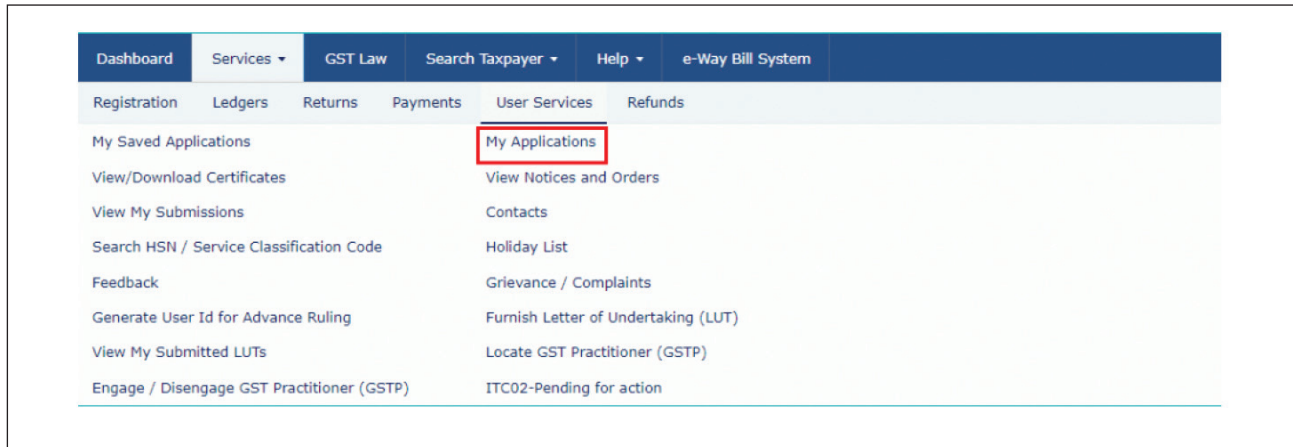 Dashboard Services GST Law Search Taxpayer Help e-Way Bill System
Registration Ledgers Returns Payments User Services Refunds
My Saved Applications My Applications
View/Download Certificates View Notices and Orders
View My Submissions Contacts
Search HSN / Service Classification Code Holiday List
Feedback Grievance / Complaints
Generate User Id for Advance Ruling Furnish Letter of Undertaking (LUT)
View My Submitted LUTs Locate GST Practitioner (GSTP)
Engage / Disengage GST Practitioner (GSTP) ITC02-Pending for action